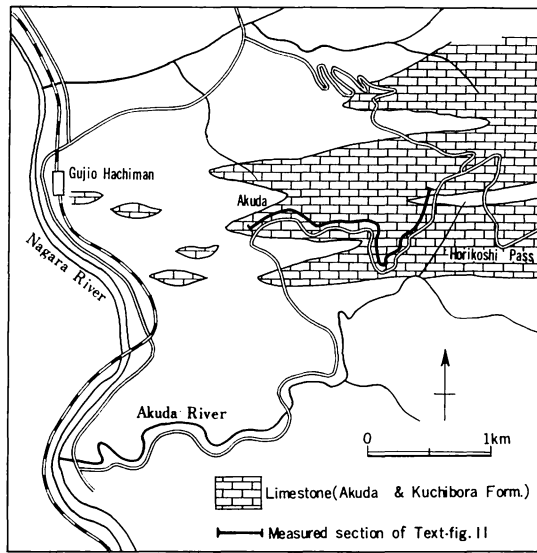 Gujio Hachiman
Akuda
Nagara River
Horikoshi Pass
Akuda River
0 1km
Limestone(Akuda & Kuchibora Form.)
Measured section of Text-fig. 11